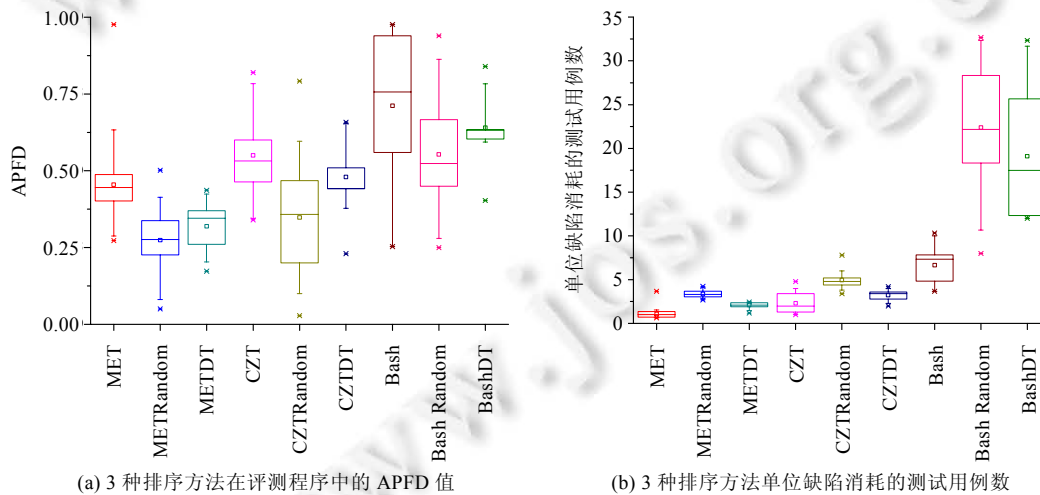 1.00
0.75
0.50
0.25
0.00
APFD
MET
METRandom
METDT
CZT
CZTRandom
CZTDT
Bash
Bash Random
BashDT
(a) 3 种排序方法在评测程序中的 APFD 值
35
30
25
20
15
10
5
0
单位缺陷消耗的测试用例数
MET
METRandom
METDT
CZT
CZTRandom
CZTDT
Bash
Bash Random
BashDT
(b) 3 种排序方法单位缺陷消耗的测试用例数
www.jos.org.c